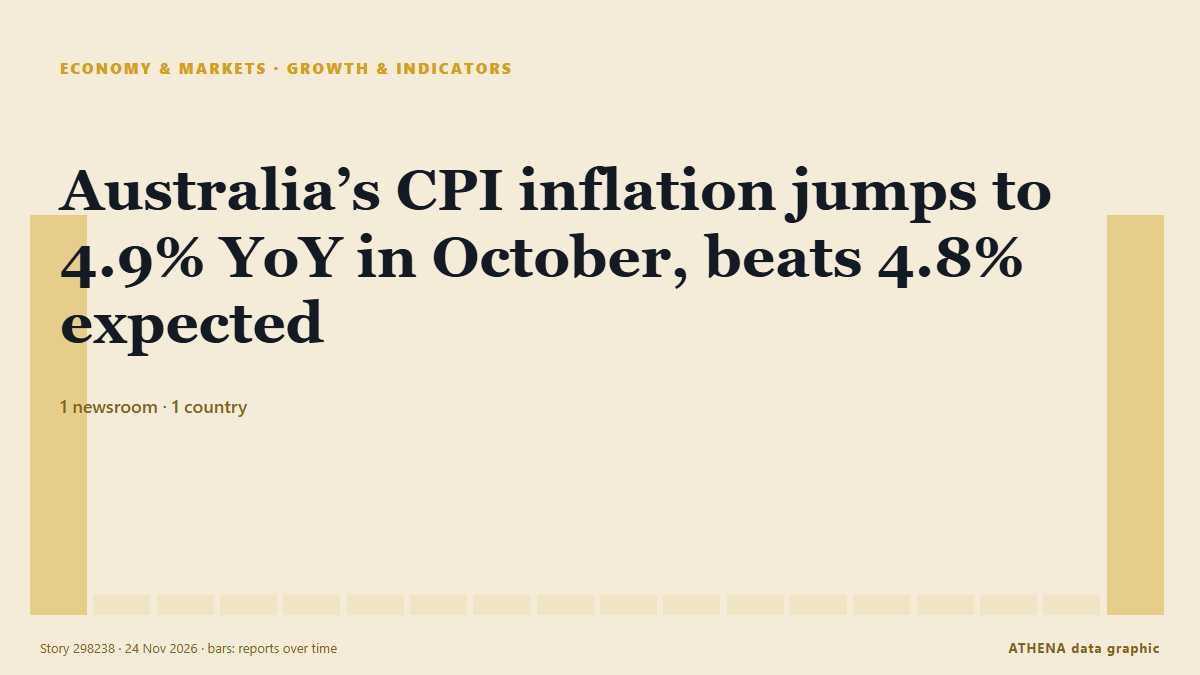 ECONOMY & MARKETS · GROWTH & INDICATORS
Australia’s CPI inflation jumps to
4.9% YoY in October, beats 4.8%
expected
1 newsroom · 1 country
Story 298238 · 24 Nov 2026 · bars: reports over time
ATHENA data graphic